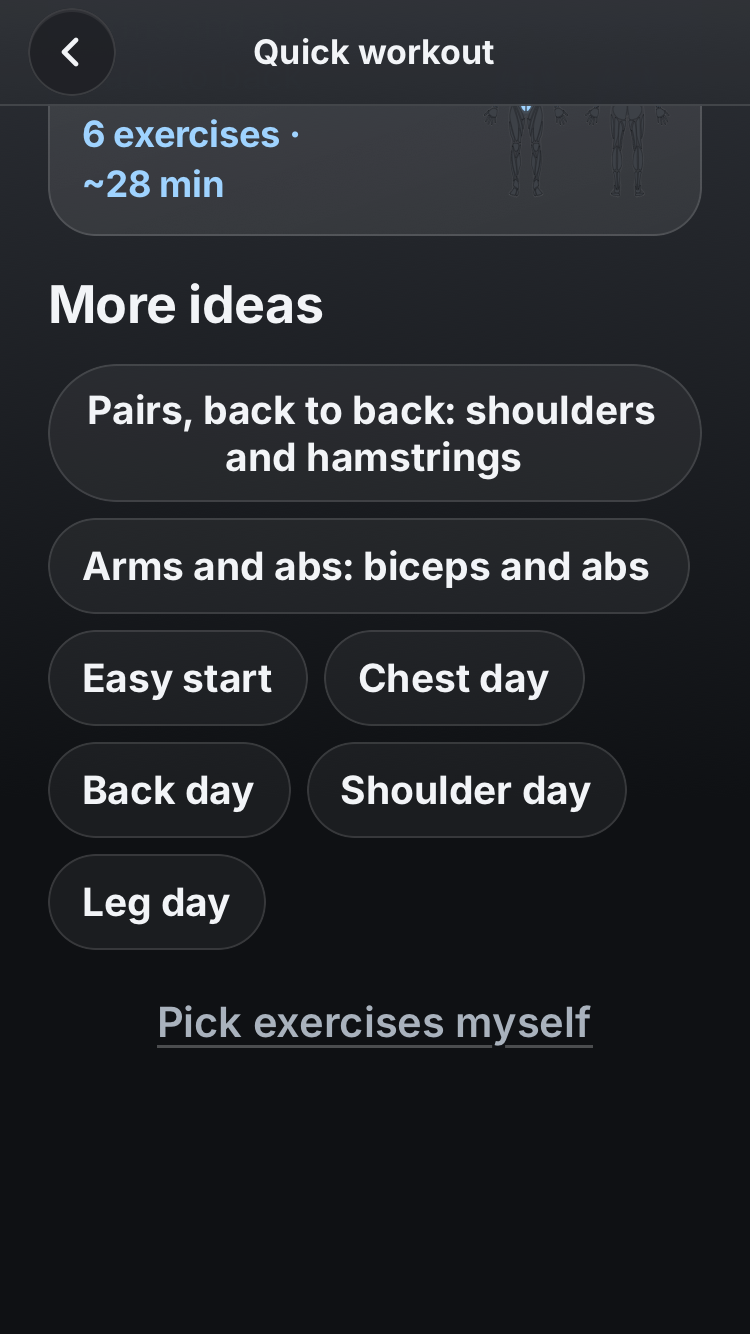 Quick workout
6 exercises ·
~28 min
More ideas
Pairs, back to back: shoulders
and hamstrings
Arms and abs: biceps and abs
Easy start
Chest day
Back day
Shoulder day
Leg day
Pick exercises myself